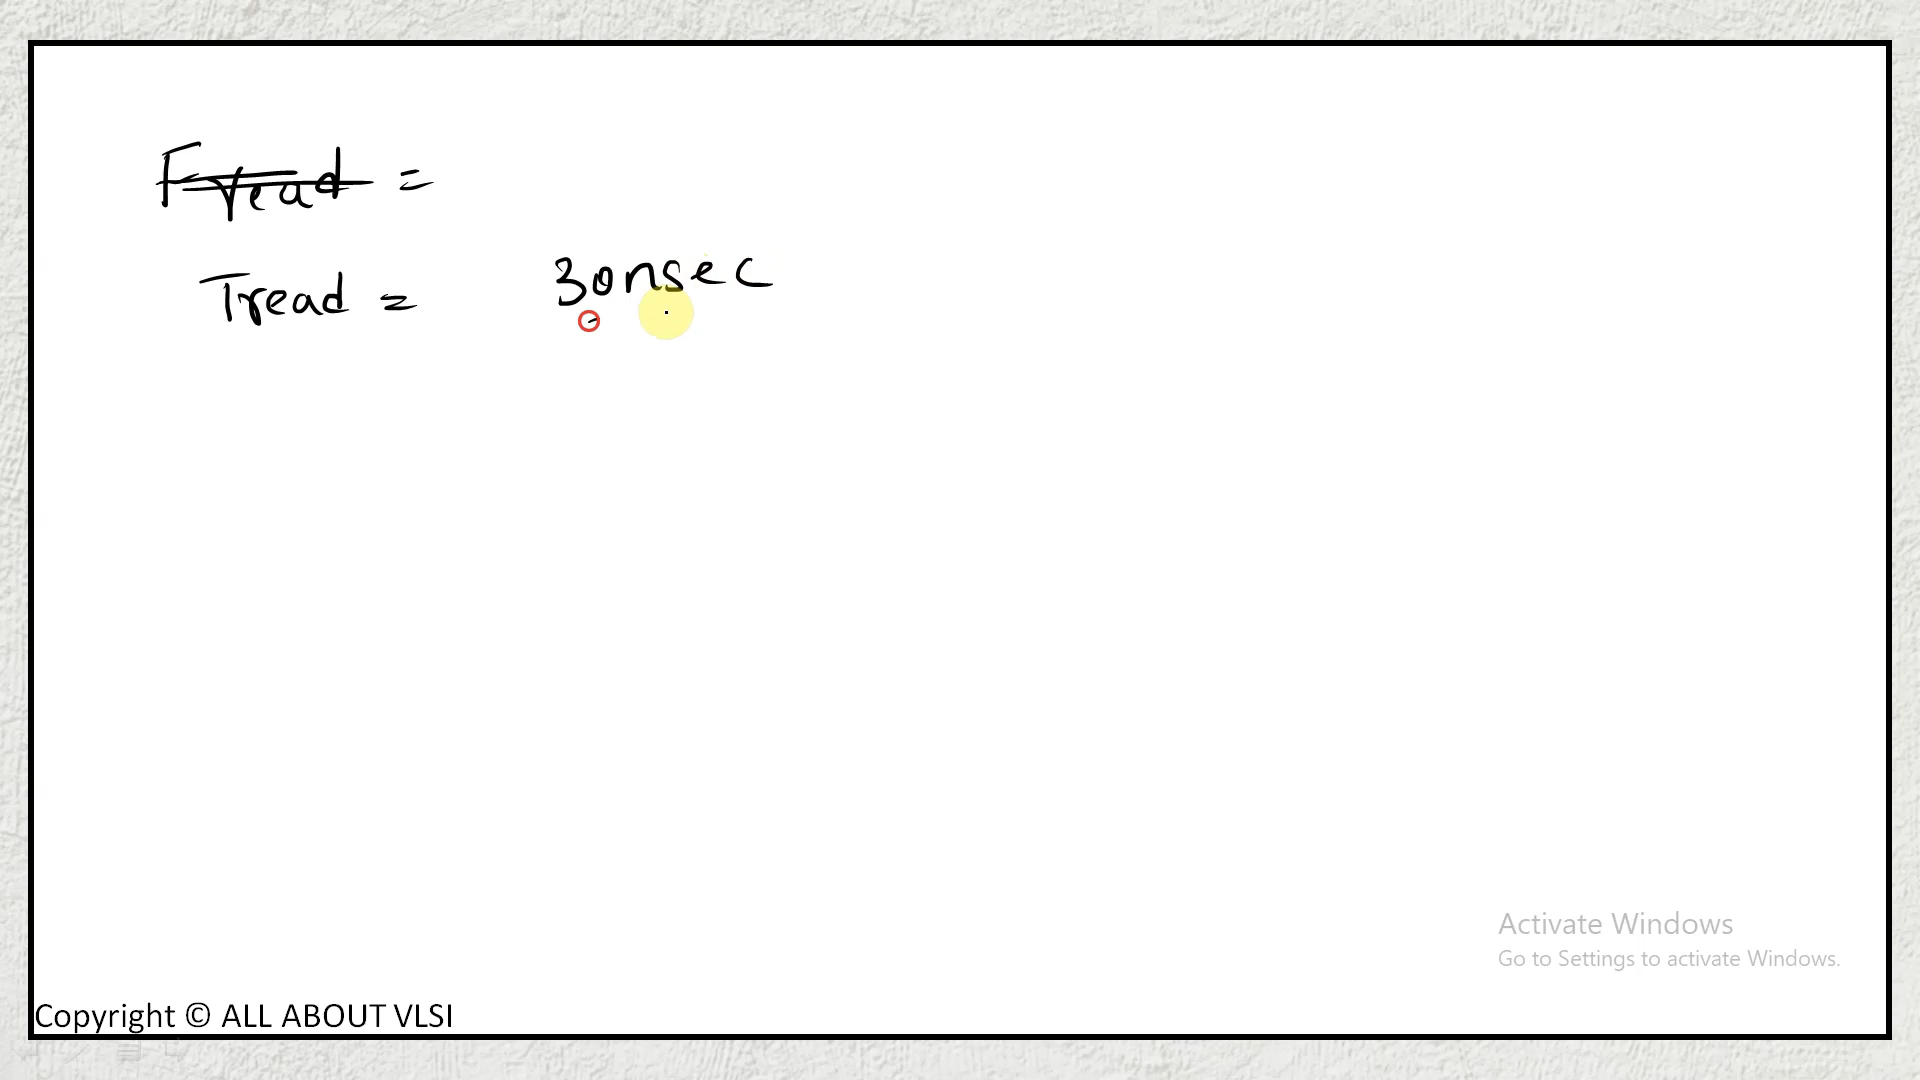 Fread =
Tread = 30nsec
Activate Windows
Go to Settings to activate Windows.
Copyright © ALL ABOUT VLSI